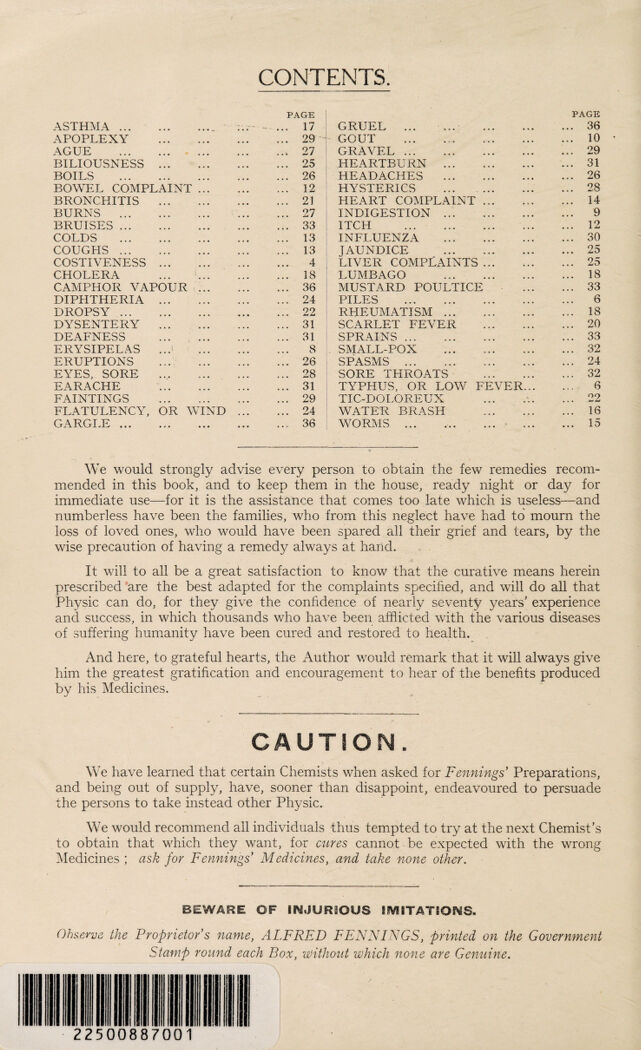 CONTENTS.
PAGE
ASTHMA ... ... ... ... ... 17
APOPLEXY ... ... ... ... 29
AGUE ... ... ... ... ... 27
BILIOUSNESS ... ... ... ... 25
BOILS ... ... ... ... ... 26
BOWEL COMPLAINT ... ... ... 12
BRONCHITIS ... ... ... ... 21
BURNS ... ... ... ... ... 27
BRUISES ... ... ... ... ... 33
COLDS ... ... ... ... ... 13
COUGHS ... ... ... ... ... 13
COSTIVENESS ... ... ... ... 4
CHOLERA ... ... ... ... 18
CAMPHOR VAPOUR ... ... ... 36
DIPHTHERIA ... ... ... ... 24
DROPSY ... ... ... ... ... 22
DYSENTERY ... ... ... ... 31
DEAFNESS ... ... ... ... 31
ERYSIPELAS ... ... ... ... 8
ERUPTIONS ... ... ... ... 26
EYES, SORE ... ... ... ... 28
EARACHE ... ... ... ... 31
FAINTINGS ... ... ... ... 29
FLATULENCY, OR WIND ... ... 24
GARGLE ... ... ... ... ... 36
PAGE
GRUEL ... ... ... ... ... 36
GOUT ... ... ... ... ... 10
GRAVEL ... ... ... ... ... 29
HEARTBURN ... ... ... ... 31
HEADACHES ... ... ... ... 26
HYSTERICS ... ... ... ... 28
HEART COMPLAINT ... ... ... 14
INDIGESTION ... ... ... ... 9
ITCH ... ... ... ... ... 12
INFLUENZA ... ... ... ... 30
JAUNDICE ... ... ... ... 25
LIVER COMPLAINTS ... ... ... 25
LUMBAGO ... ... ... ... 18
MUSTARD POULTICE ... ... 33
PILES ... ... ... ... ... 6
RHEUMATISM ... ... ... ... 18
SCARLET FEVER ... ... ... 20
SPRAINS ... ... ... ... ... 33
SMALL-POX ... ... ... ... 32
SPASMS ... ... ... ... ... 24
SORE THROATS ... ... ... 32
TYPHUS, OR LOW FEVER... ... 6
TIC-DOLOREUX ... ... ... 22
WATER BRASH ... ... ... 16
WORMS ... ... ... ... ... 15
We would strongly advise every person to obtain the few remedies recom-
mended in this book, and to keep them in the house, ready night or day for
immediate use—for it is the assistance that comes too late which is useless—and
numberless have been the families, who from this neglect have had to mourn the
loss of loved ones, who would have been spared all their grief and tears, by the
wise precaution of having a remedy always at hand.
It will to all be a great satisfaction to know that the curative means herein
prescribed are the best adapted for the complaints specified, and will do all that
Physic can do, for they give the confidence of nearly seventy years' experience
and success, in which thousands who have been afflicted with the various diseases
of suffering humanity have been cured and restored to health.
And here, to grateful hearts, the Author would remark that it will always give
him the greatest gratification and encouragement to hear of the benefits produced
by his Medicines.
CAUTION.
We have learned that certain Chemists when asked for Fennings' Preparations,
and being out of supply, have, sooner than disappoint, endeavoured to persuade
the persons to take instead other Physic.
We would recommend all individuals thus tempted to try at the next Chemist's
to obtain that which they want, for cures cannot be expected with the wrong
Medicines ; ask for Fennings' Medicines, and take none other.
BEWARE OF INJURIOUS IMITATIONS.
Observe the Proprietor's name, ALFRED FENNINGS, printed on the Government
Stamp round each Box, without which none are Genuine.
22500887001